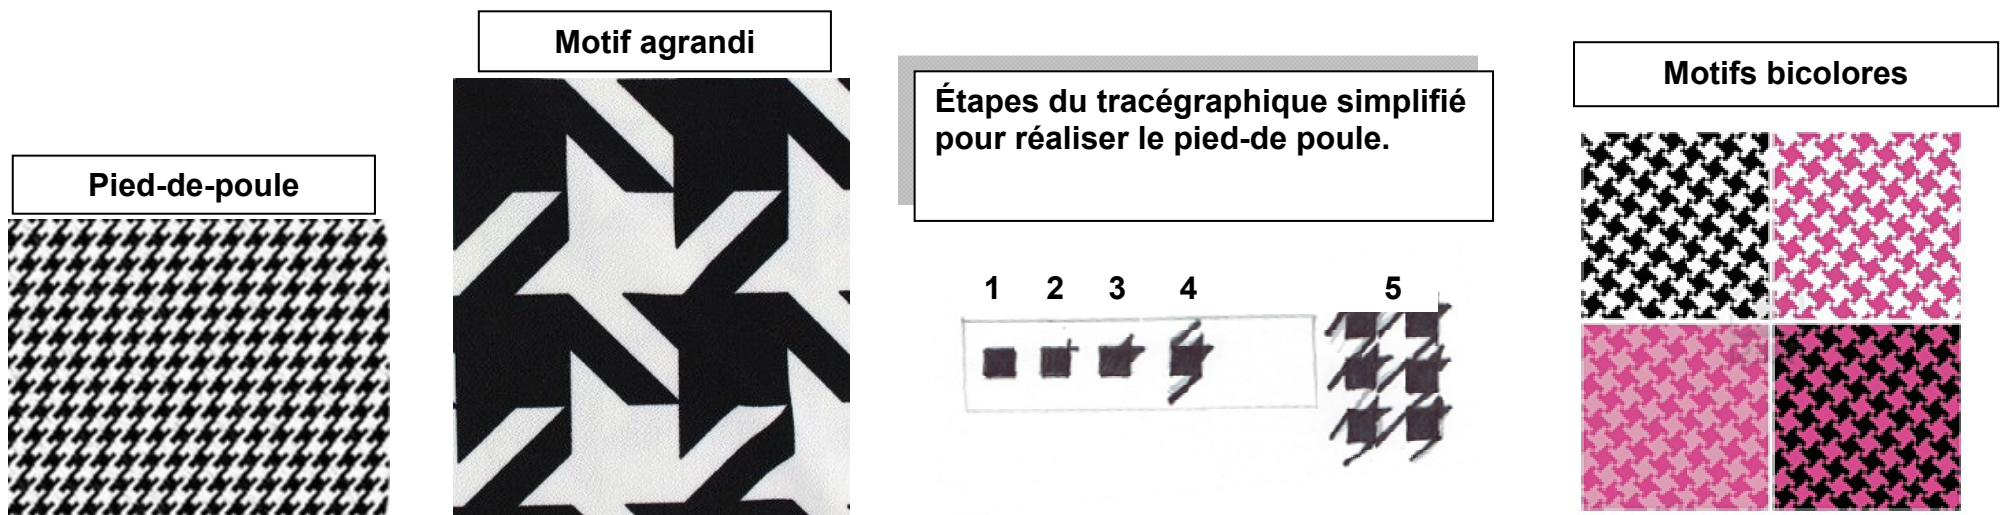 Pied-de-poule
Motif agrandi
Étapes du tracégraphique simplifié
pour réaliser le pied-de poule.
1 2 3 4 5
Motifs bicolores